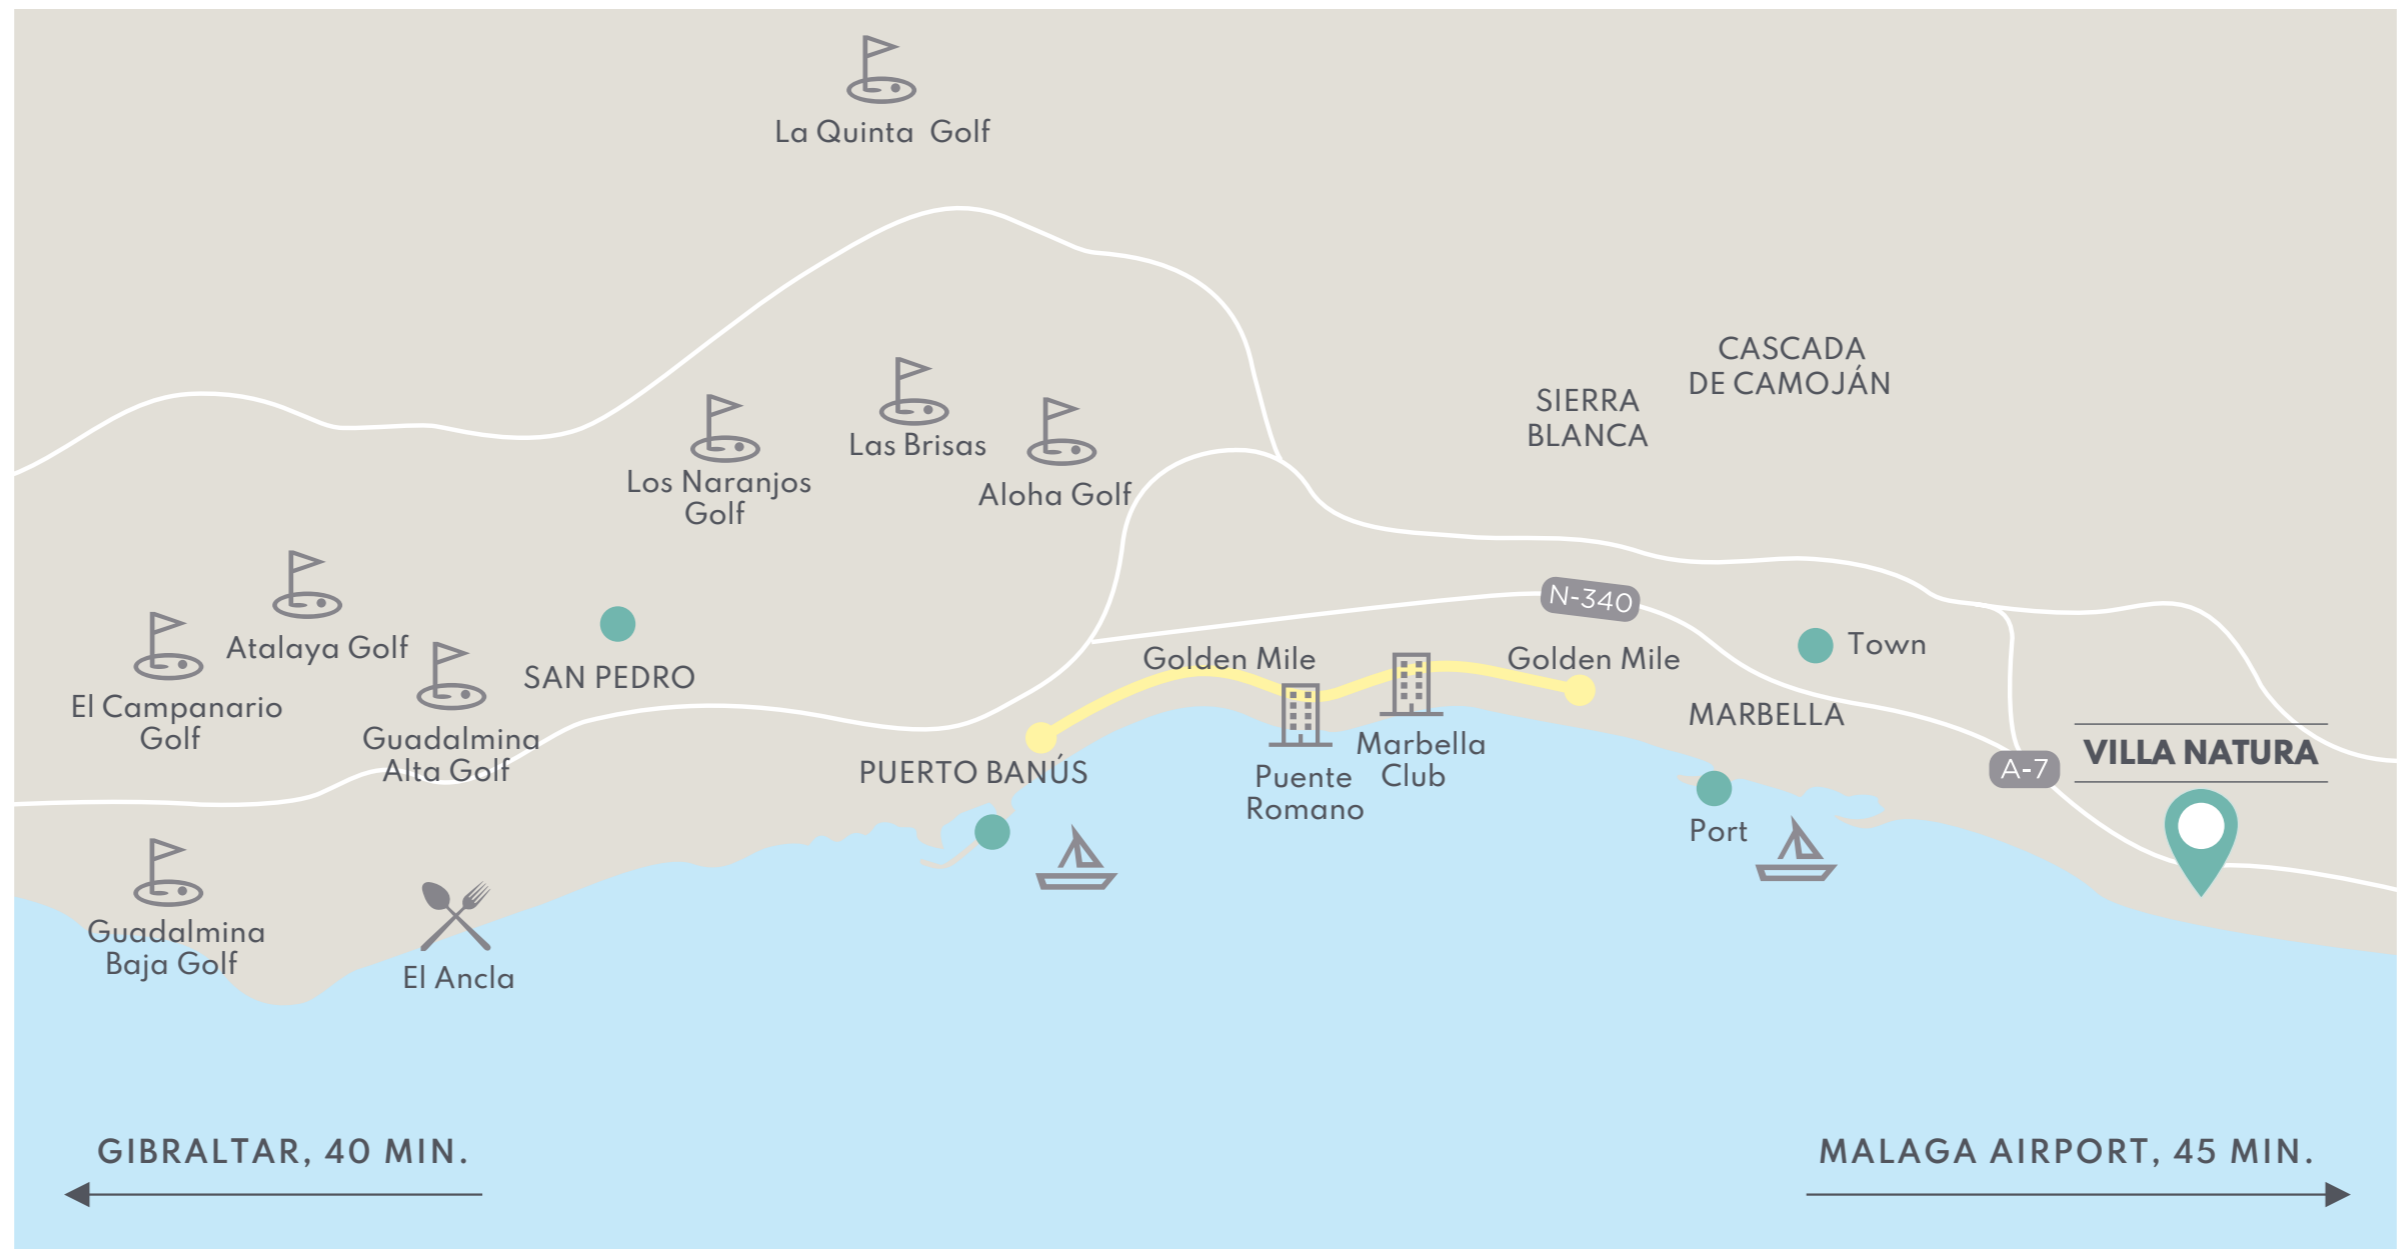 La Quinta Golf
CASCADA
DE CAMOJÁN
SIERRA
BLANCA
Las Brisas
Los Naranjos
Golf
Aloha Golf
N-340
Atalaya Golf
Town
Golden Mile
Golden Mile
SAN PEDRO
El Campanario
Golf
MARBELLA
Guadalmina
Alta Golf
VILLA NATURA
A-7
PUERTO BANÚS
Marbella
Club
Puente
Romano
Port
Guadalmina
Baja Golf
El Ancla
GIBRALTAR, 40 MIN.
MALAGA AIRPORT, 45 MIN.